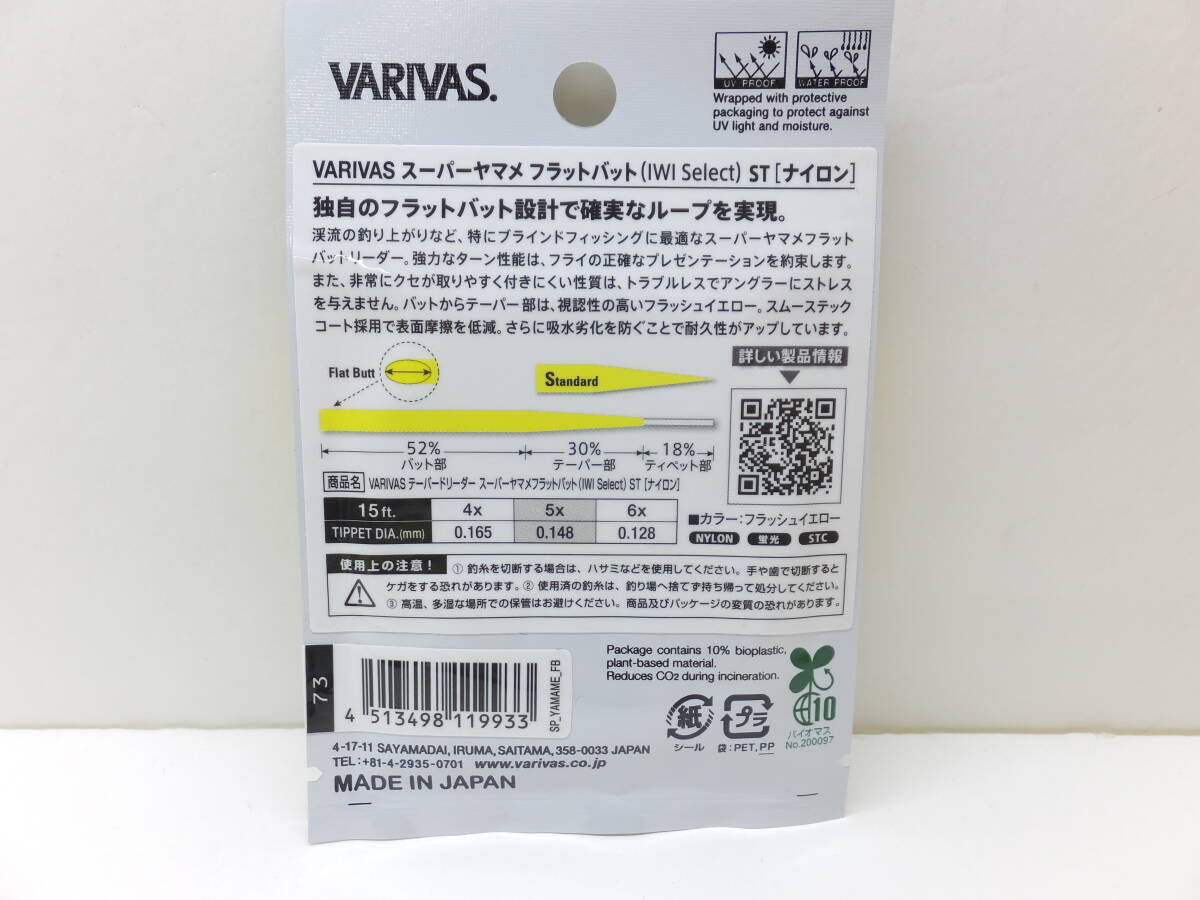 VARIVAS.
UV PROOF
WATER PROOF
Wrapped with protective
packaging to protect against
UV light and moisture.
VARIVAS スーパーヤマメ フラットバット(IWI Select) ST [ナイロン]
独自のフラットバット設計で確実なループを実現。
渓流の釣り上がりなど、特にブラインドフィッシングに最適なスーパーヤマメフラット
バットリーダー。強力なターン性能は、フライの正確なプレゼンテーションを約束します。
また、非常にクセが取りやすく付きにくい性質は、トラブルレスでアングラーにストレス
を与えません。バットからテーパー部は、視認性の高いフラッシュイエロー。スムーステック
コート採用で表面摩擦を低減。さらに吸水劣化を防ぐことで耐久性がアップしています。
Flat Butt
Standard
詳しい製品情報
52%
バット部
30%
テーパー部
18%
ティペット部
商品名 VARIVAS テーパードリーダー スーパーヤマメフラットバット(IWI Select) ST [ナイロン]
15ft. 4x 5x 6x
TIPPET DIA.(mm) 0.165 0.148 0.128
■カラー:フラッシュイエロー
NYLON 蛍光 STC
使用上の注意! ① 釣糸を切断する場合は、ハサミなどを使用してください。手や歯で切断すると
ケガをする恐れがあります。② 使用済の釣糸は、釣り場へ捨てず持ち帰って処分してください。
③ 高温、多湿な場所での保管はお避けください。商品及びパッケージの変質の恐れがあります。
73
4 513498 119933
SP_YAMAME_FB
Package contains 10% bioplastic,
plant-based material.
Reduces CO2 during incineration.
紙
シール
プラ
袋:PET, PP
10
バイオマス
No.200097
4-17-11 SAYAMADAI, IRUMA, SAITAMA, 358-0033 JAPAN
TEL:+81-4-2935-0701 www.varivas.co.jp
MADE IN JAPAN